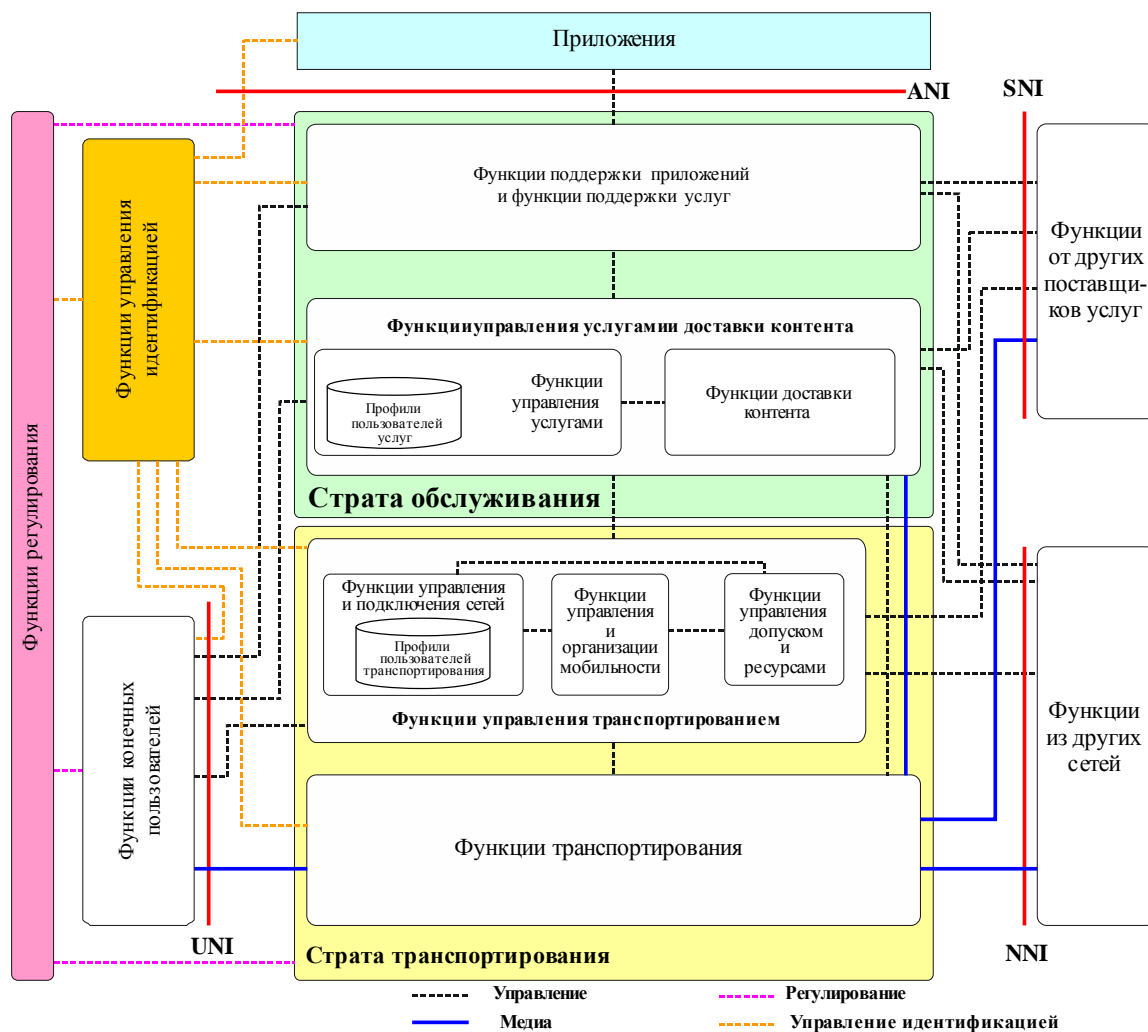 Приложения
ANI
SNI
Функции поддержки приложений
и функции поддержки услуг
Функции управления
идентификацией
Функции
от других
поставщи-
ков услуг
Функцииуправления услугамии доставки контента
Функции
управления
услугами
Профили
пользователей
услуг
Функции доставки
контента
Страта обслуживания
Функции регулирования
Функции управления
и подключения сетей
Профили
пользователей
транспортирования
Функции
управления
и
организации
мобильности
Функции
управления
допуском
и
ресурсами
Функции управления транспортированием
Функции конечных
пользователей
Функции
из других
сетей
Функции транспортирования
UNI
Страта транспортирования
NNI
Управление
Регулирование
Медиа
Управление идентификацией